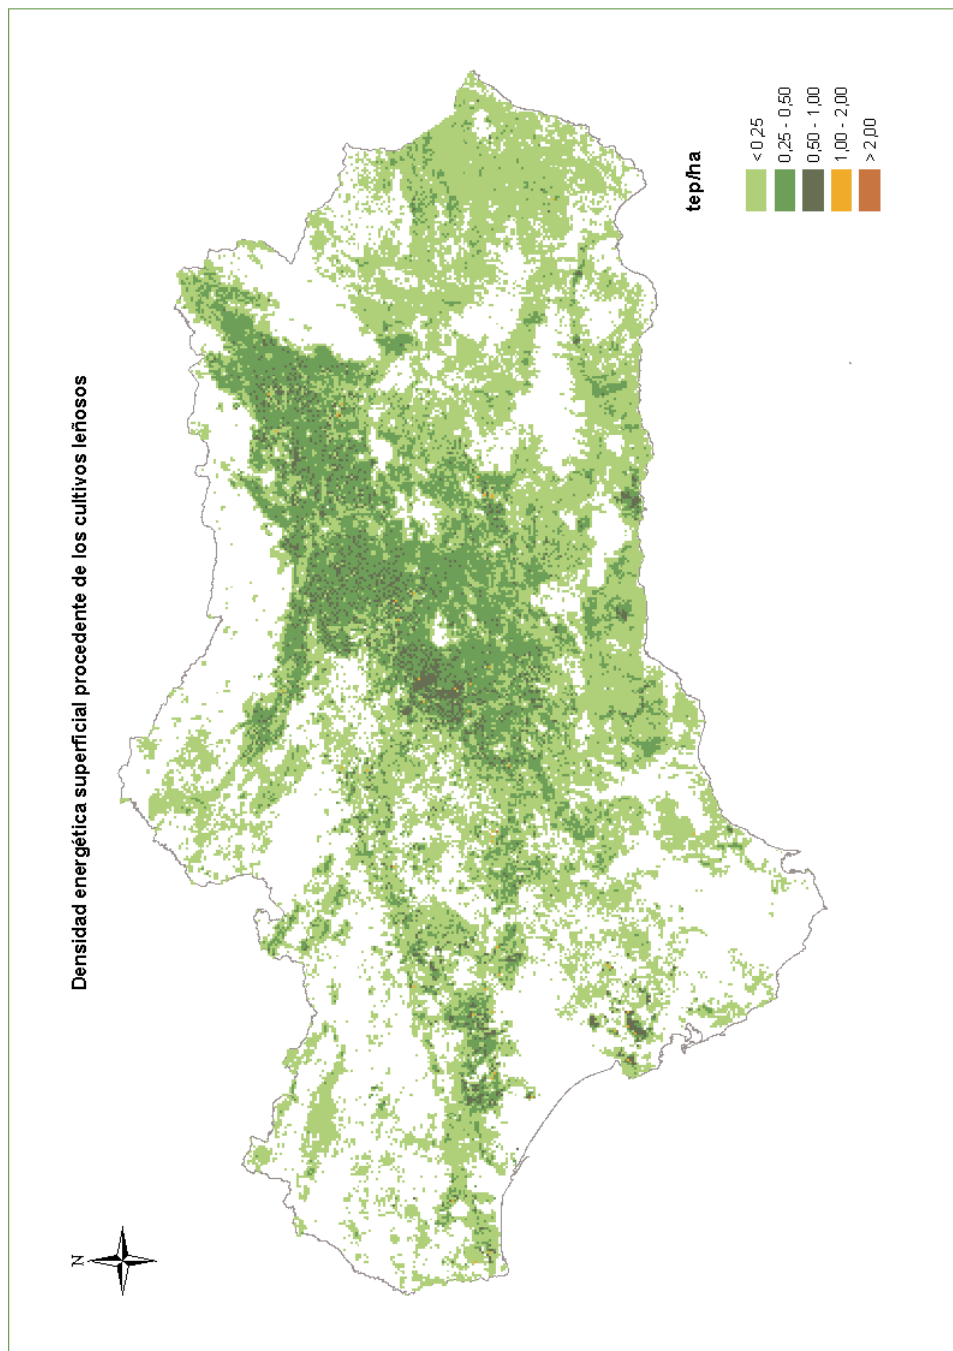 N
Densidad energética superficial procedente de los cultivos leñosos
tep/ha
< 0,25
0,25 - 0,50
0,50 - 1,00
1,00 - 2,00
> 2,00